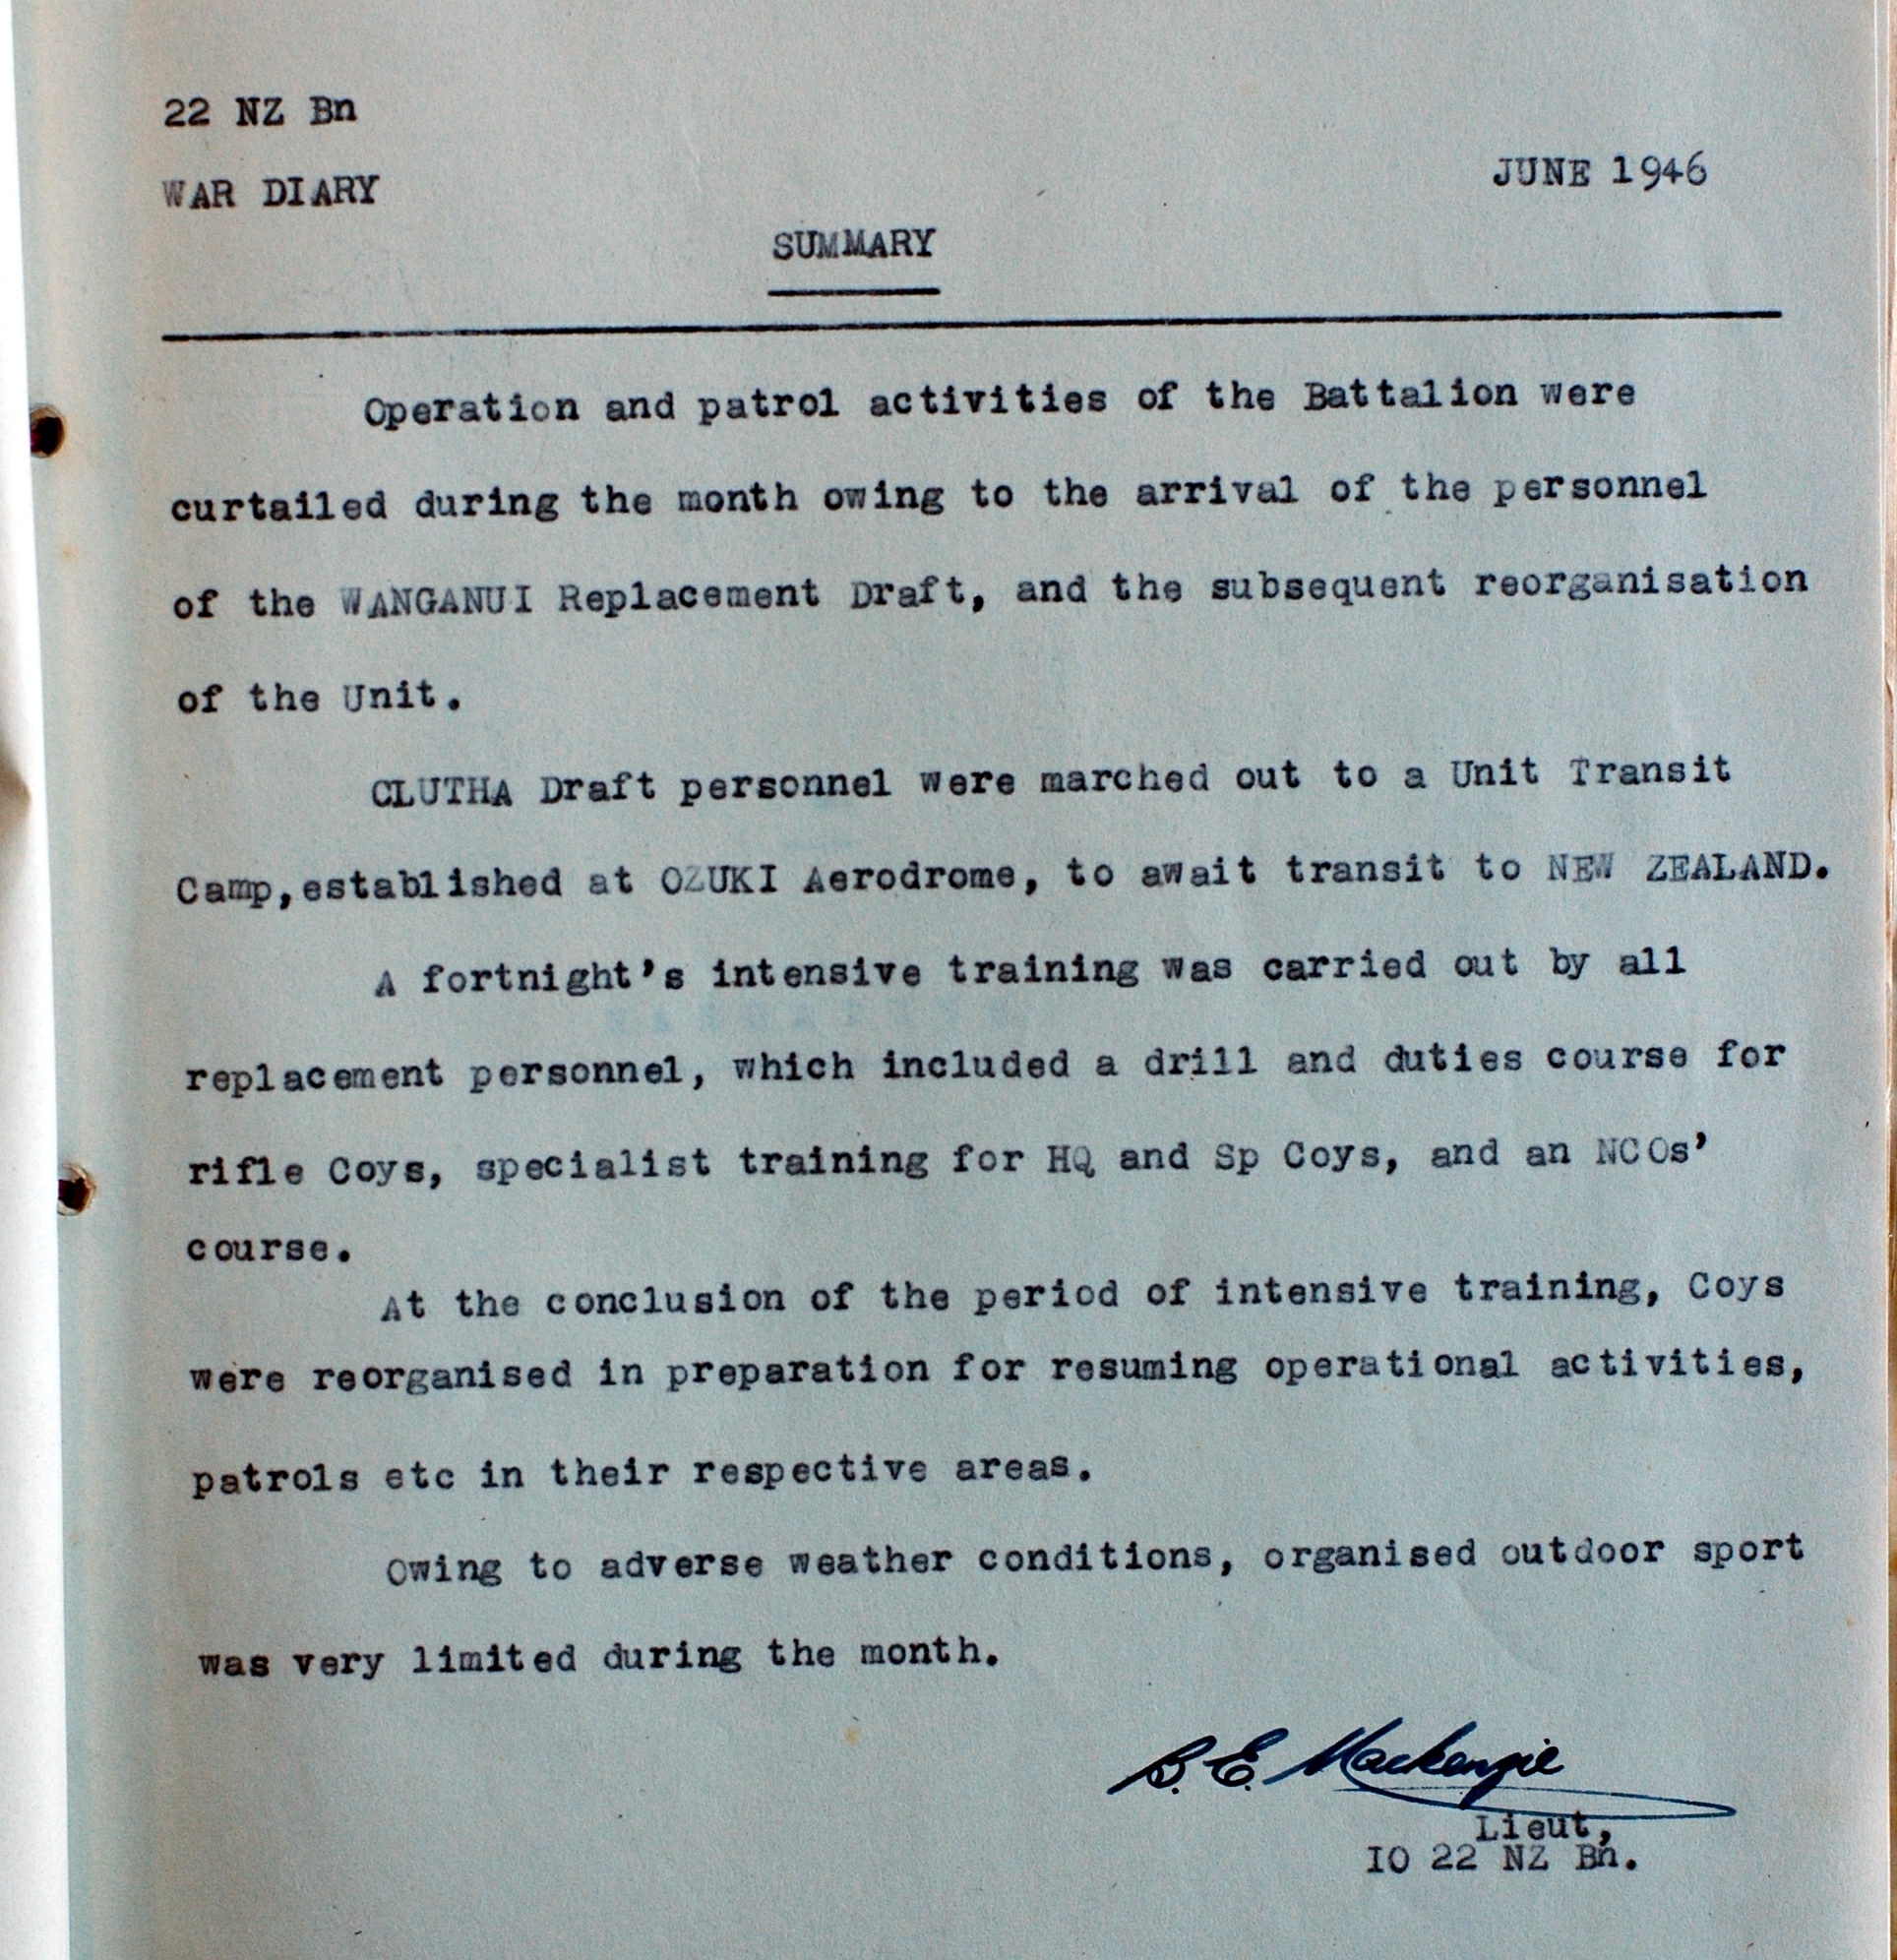 22 NZ Bn
JUNE 1946
WAR DIARY
SUMMARY
Operation and patrol activities of the Battalion were
curtailed during the month owing to the arrival of the personnel
of the WANGANUI Replacement Draft, and the subsequent reorganisation
of the Unit.
CLUTHA Draft personnel were marched out to a Unit Transit
Camp,established at OZUKI Aerodrome, to await transit to NEW ZEALAND.
A fortnight's intensive training was carried out by all
replacement personnel, which included a drill and duties course for
rifle Coys, specialist training for HQ and Sp Coys, and an NCOs'
course.
At the conclusion of the period of intensive training, Coys
were reorganised in preparation for resuming operational activities,
patrols etc in their respective areas.
Owing to adverse weather conditions, organised outdoor sport
was very limited during the month.
B.E. Mackenzie
Lieut,
IO 22 NZ Bn.